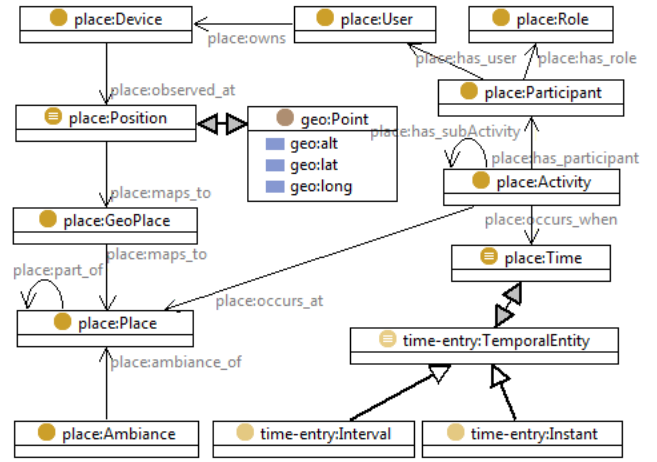 place:Device
place:User
place:Role
place:owns
place:has_user
place:has_role
place:observed_at
place:Participant
place:Position
geo:Point
geo:alt
geo:lat
geo:long
place:has_subActivity
place:has_participant
place:Activity
place:maps_to
place:GeoPlace
place:occurs_when
place:maps_to
place:Time
place:part_of
place:occurs_at
place:Place
time-entry:TemporalEntity
place:ambiance_of
place:Ambiance
time-entry:Interval
time-entry:Instant